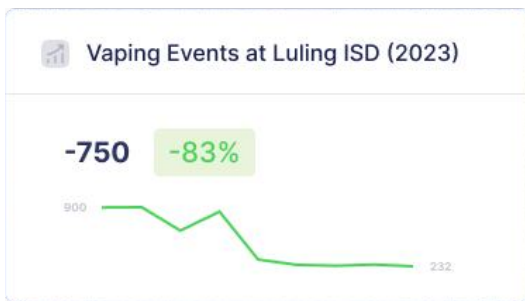 Vaping Events at Luling ISD (2023)
-750 -83%
900
232